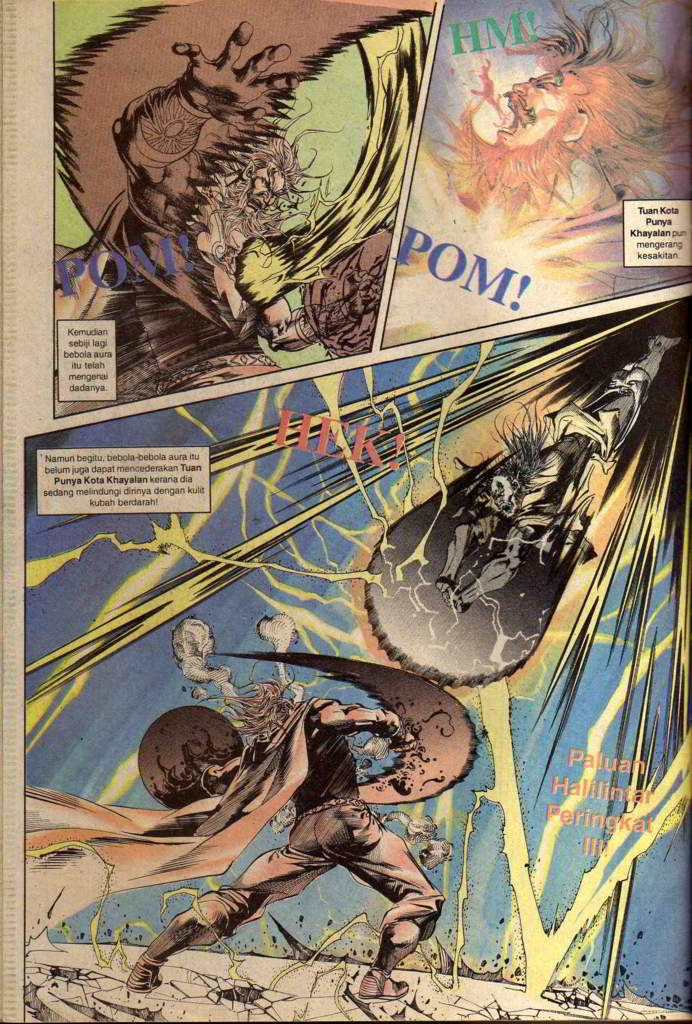 POM!
Kemudian
sebiji lagi
bebola aura
itu telah
mengenai
dadanya.
HM!
POM!
Tuan Kota
Punya
Khayalan pun
mengerang
kesakitan.
HEK!
Namun begitu, bebola-bebola aura itu
belum juga dapat mencederakan Tuan
Punya Kota Khayalan kerana dia
sedang melindungi dirinya dengan kulit
kubah berdarah!
Paluan
Halilintar
Peringkat
III!